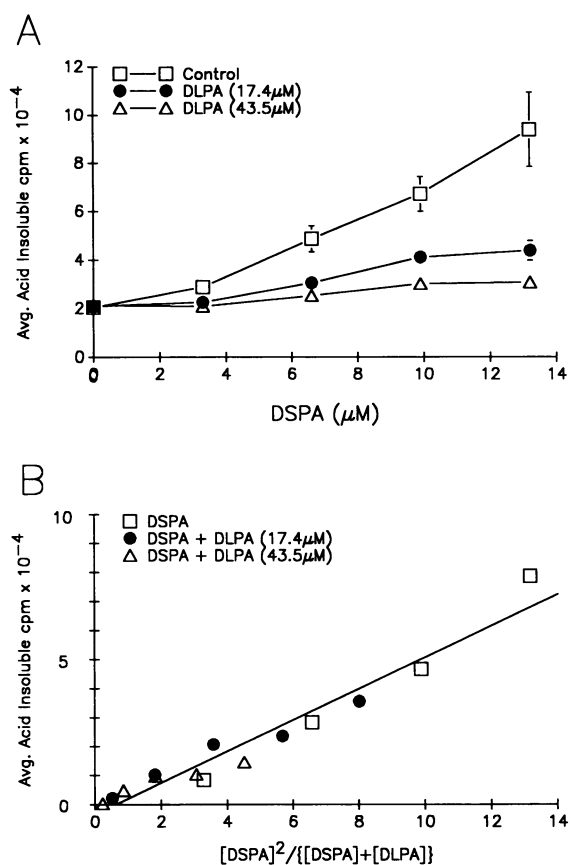 A
12
10
8
6
4
2
0
Avg. Acid Insoluble cpm x 10⁻⁴
Control
DLPA (17.4μM)
DLPA (43.5μM)
0 2 4 6 8 10 12 14
DSPA (μM)
B
10
5
0
Avg. Acid Insoluble cpm x 10⁻⁴
DSPA
DSPA + DLPA (17.4μM)
DSPA + DLPA (43.5μM)
0 2 4 6 8 10 12 14
[DSPA]²/{[DSPA]+[DLPA]}